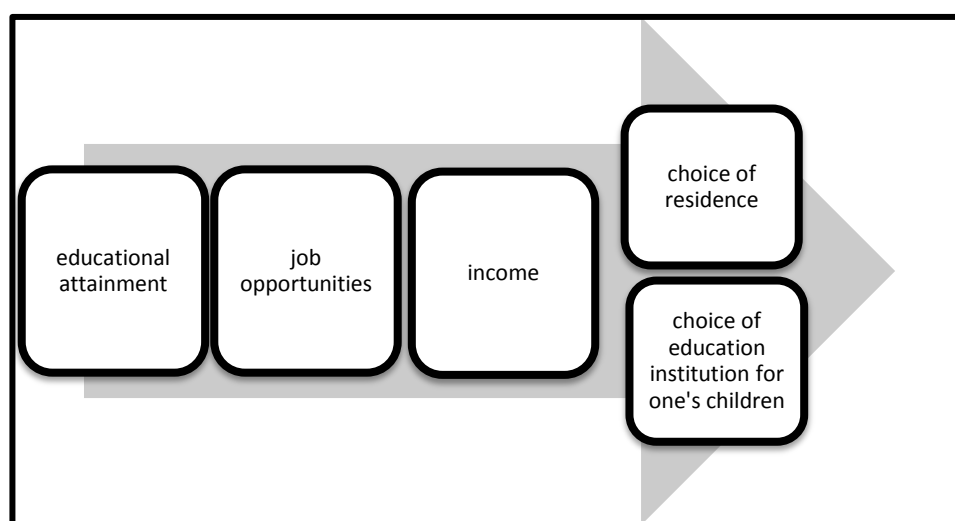 educational
attainment
job
opportunities
income
choice of
residence
choice of
education
institution for
one's children